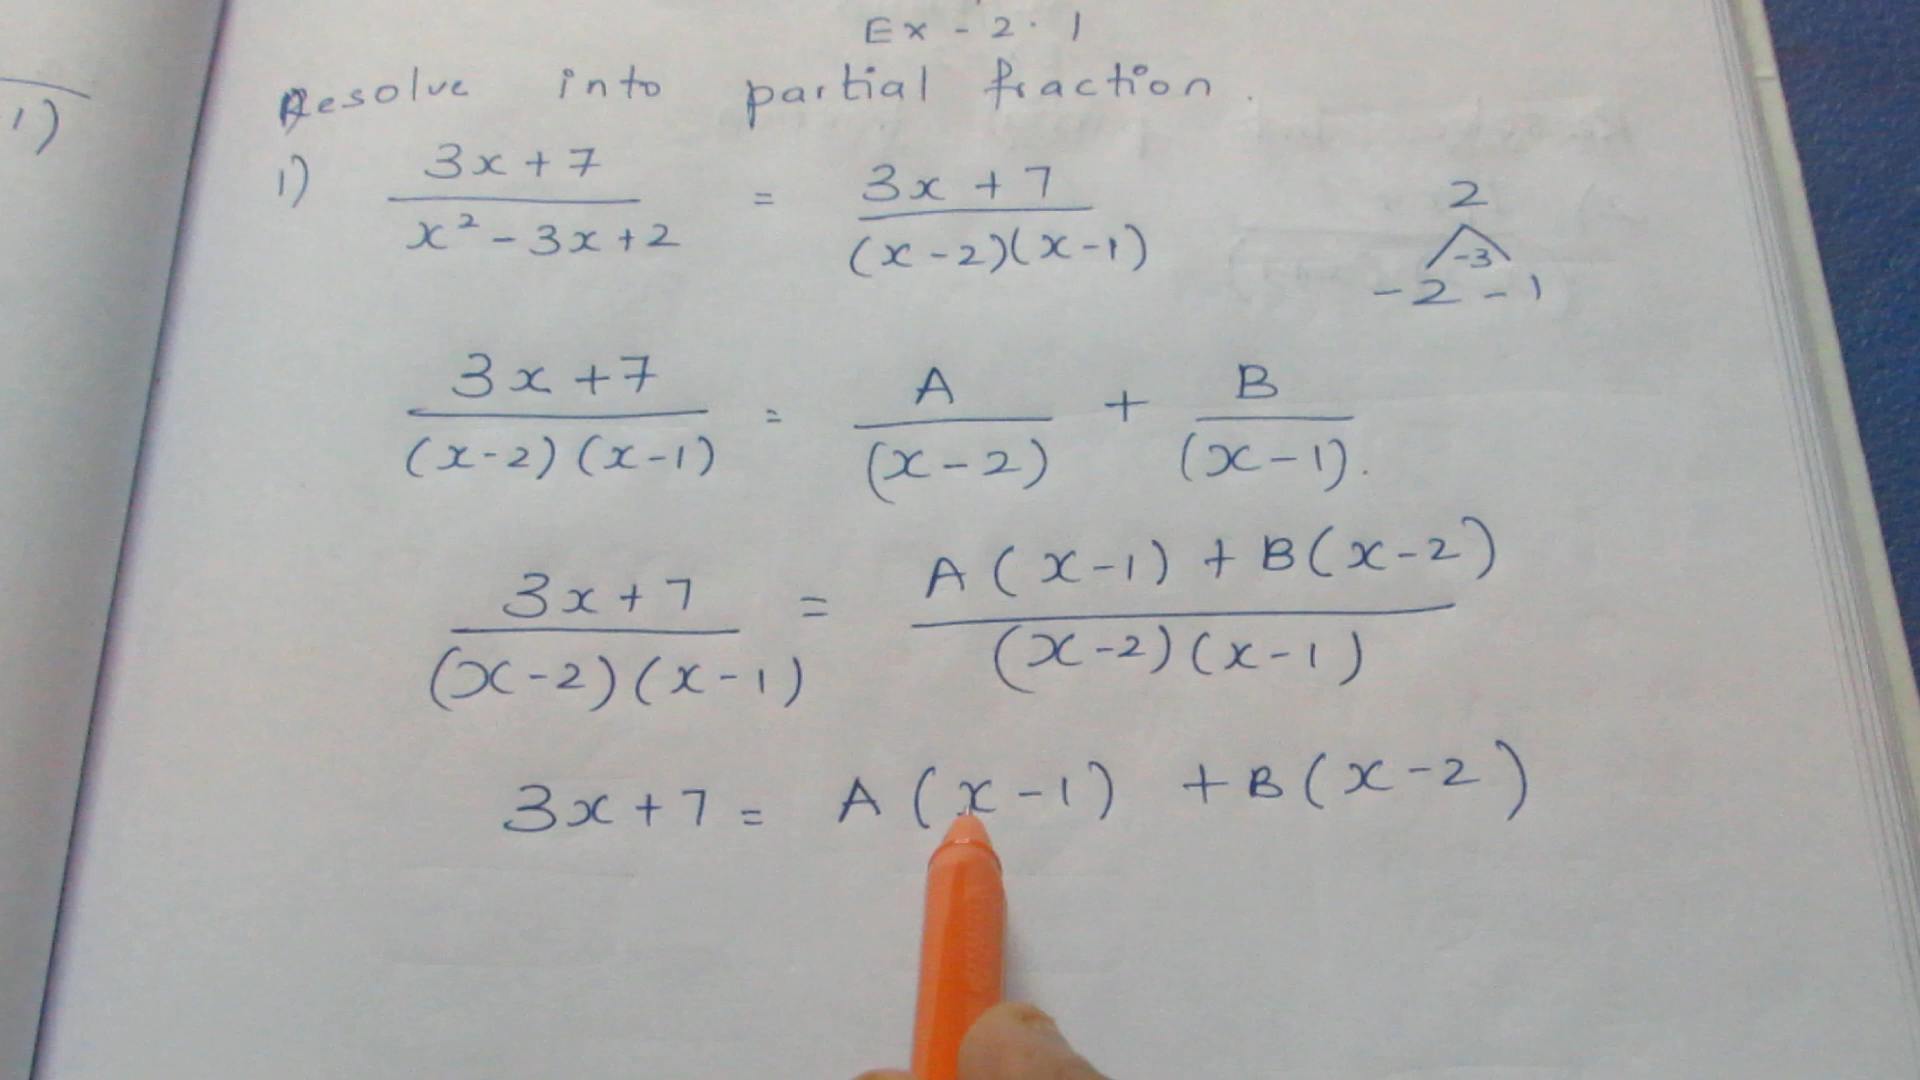 1)
Ex - 2.1
Resolve into partial fraction.
1) (3x+7)/(x²-3x+2) = (3x+7)/((x-2)(x-1))
2
-3
-2 -1
(3x+7)/((x-2)(x-1)) = A/(x-2) + B/(x-1).
(3x+7)/((x-2)(x-1)) = (A(x-1)+B(x-2))/((x-2)(x-1))
3x+7 = A(x-1) +B(x-2)